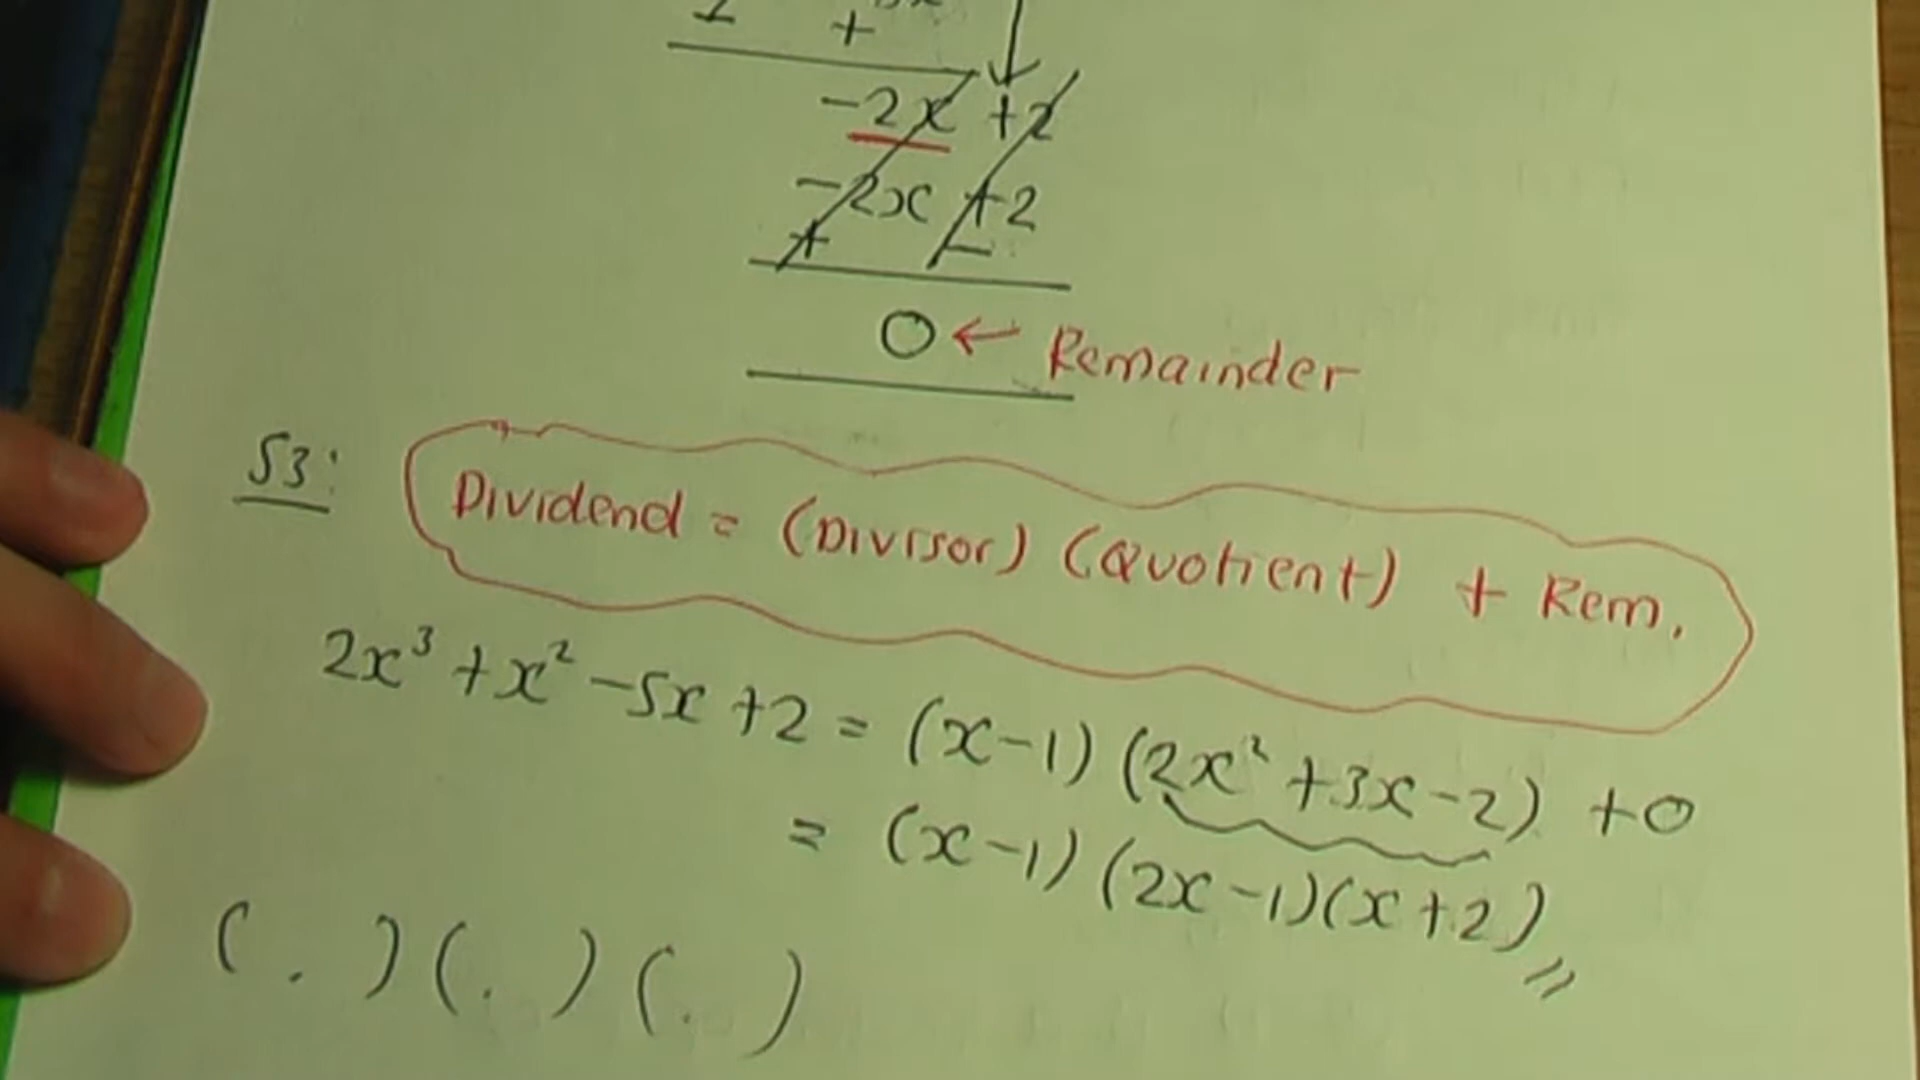 +
-2x +2
-2x +2
+ -
0 ← Remainder
S3:
Dividend = (Divisor) (Quotient) + Rem.
2x³ + x² - 5x + 2 = (x-1) (2x² + 3x - 2) + 0
= (x-1) (2x-1)(x+2)
( . ) ( . ) ( . )